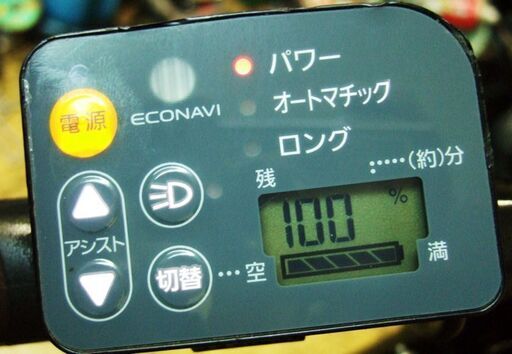 電源
ECONAVI
パワー
オートマチック
ロング
アシスト
切替
残
……(約)分
100 %
…空
満